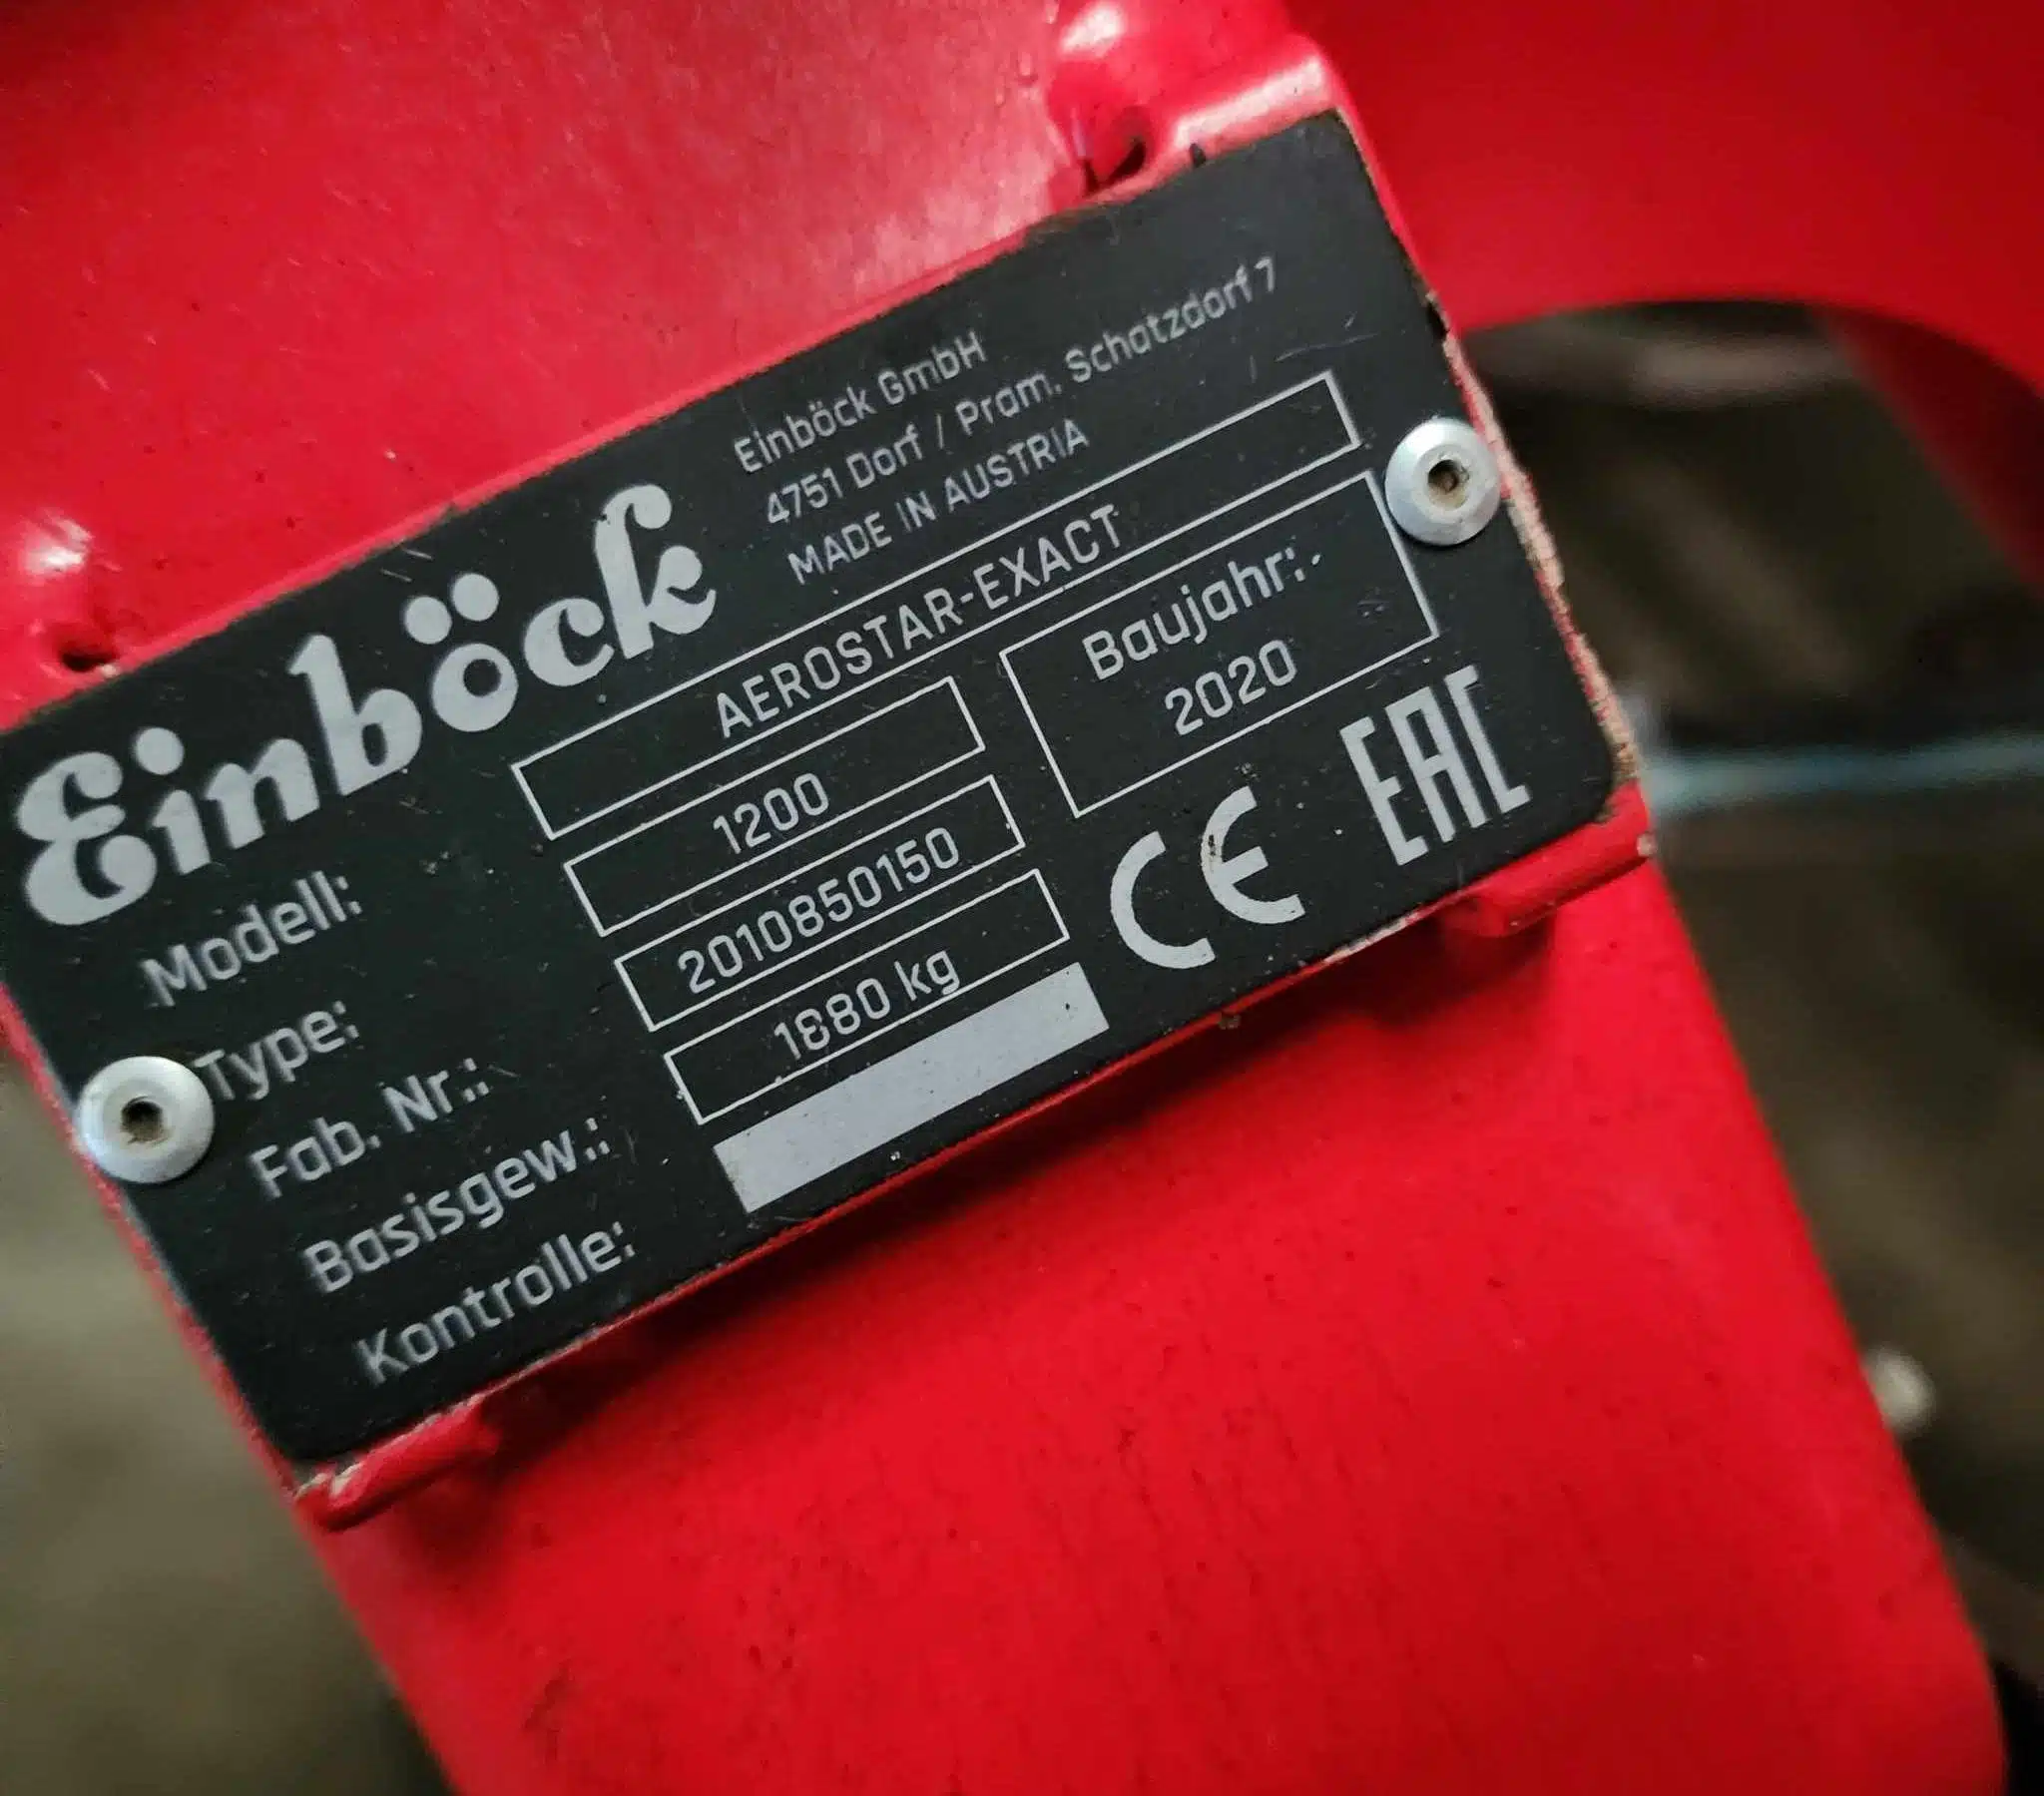 Einböck
Einböck GmbH
4751 Dorf / Pram, Schatzdorf 7
MADE IN AUSTRIA
Modell: AEROSTAR-EXACT
Type: 1200
Baujahr:
2020
Fab. Nr.: 2010850150
Basisgew.: 1880 kg
Kontrolle:
CE EAC